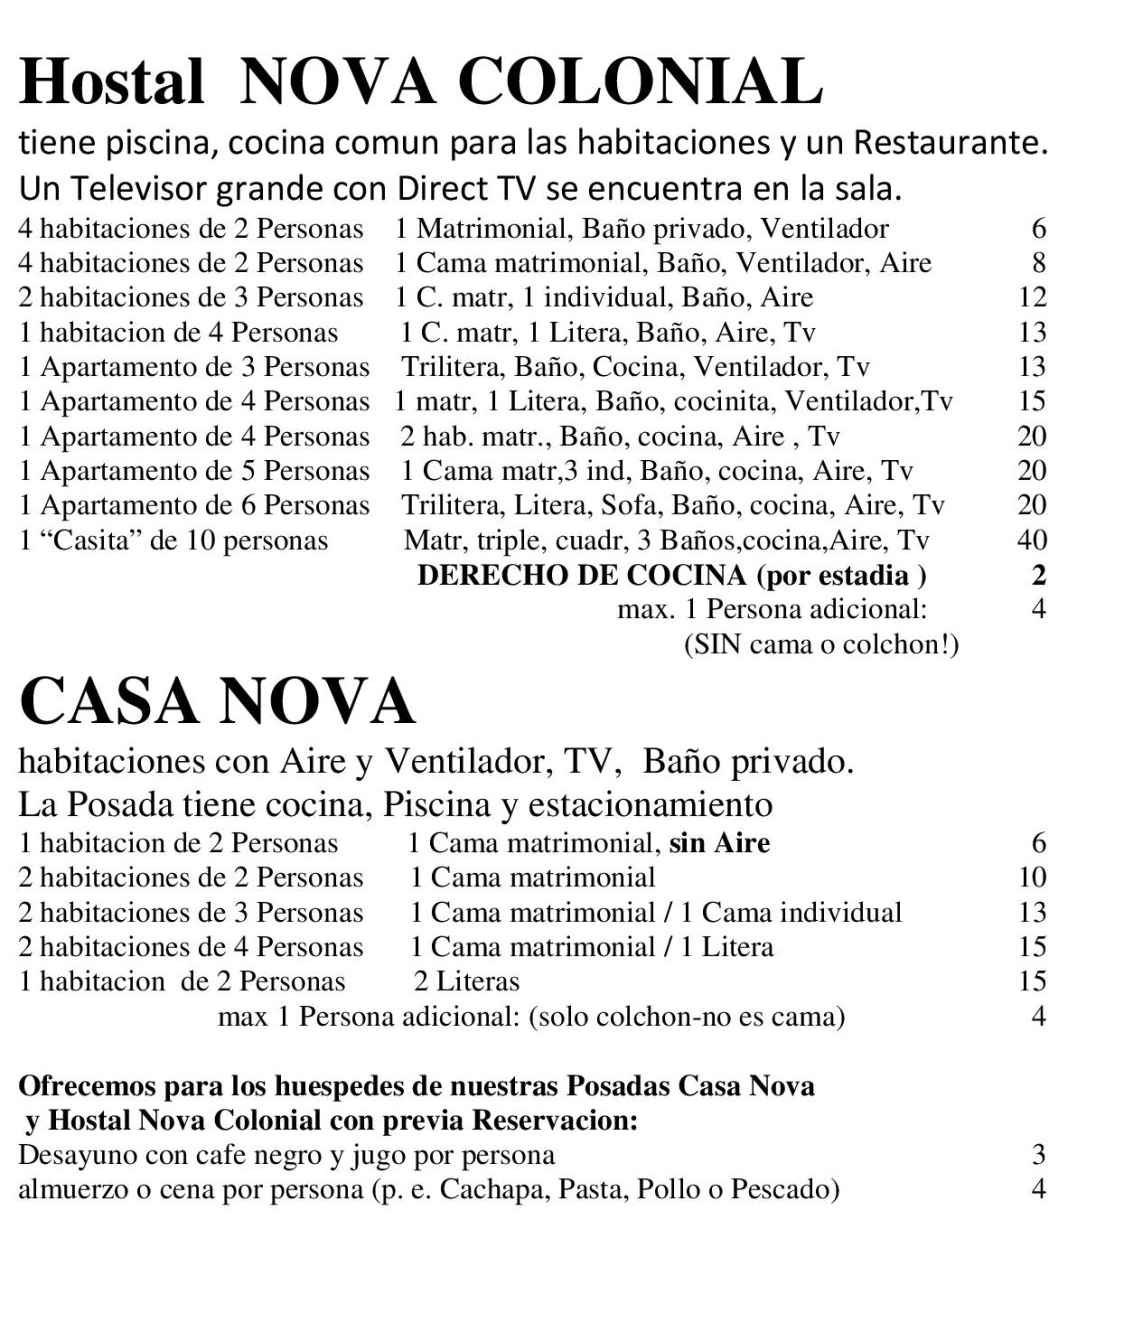 Hostal NOVA COLONIAL
tiene piscina, cocina comun para las habitaciones y un Restaurante.
Un Televisor grande con Direct TV se encuentra en la sala.
4 habitaciones de 2 Personas 1 Matrimonial, Baño privado, Ventilador 6
4 habitaciones de 2 Personas 1 Cama matrimonial, Baño, Ventilador, Aire 8
2 habitaciones de 3 Personas 1 C. matr, 1 individual, Baño, Aire 12
1 habitacion de 4 Personas 1 C. matr, 1 Litera, Baño, Aire, Tv 13
1 Apartamento de 3 Personas Trilitera, Baño, Cocina, Ventilador, Tv 13
1 Apartamento de 4 Personas 1 matr, 1 Litera, Baño, cocinita, Ventilador,Tv 15
1 Apartamento de 4 Personas 2 hab. matr., Baño, cocina, Aire , Tv 20
1 Apartamento de 5 Personas 1 Cama matr,3 ind, Baño, cocina, Aire, Tv 20
1 Apartamento de 6 Personas Trilitera, Litera, Sofa, Baño, cocina, Aire, Tv 20
1 “Casita” de 10 personas Matr, triple, cuadr, 3 Baños,cocina,Aire, Tv 40
DERECHO DE COCINA (por estadia ) 2
max. 1 Persona adicional: 4
(SIN cama o colchon!)
CASA NOVA
habitaciones con Aire y Ventilador, TV, Baño privado.
La Posada tiene cocina, Piscina y estacionamiento
1 habitacion de 2 Personas 1 Cama matrimonial, sin Aire 6
2 habitaciones de 2 Personas 1 Cama matrimonial 10
2 habitaciones de 3 Personas 1 Cama matrimonial / 1 Cama individual 13
2 habitaciones de 4 Personas 1 Cama matrimonial / 1 Litera 15
1 habitacion de 2 Personas 2 Literas 15
max 1 Persona adicional: (solo colchon-no es cama) 4
Ofrecemos para los huespedes de nuestras Posadas Casa Nova
y Hostal Nova Colonial con previa Reservacion:
Desayuno con cafe negro y jugo por persona 3
almuerzo o cena por persona (p. e. Cachapa, Pasta, Pollo o Pescado) 4